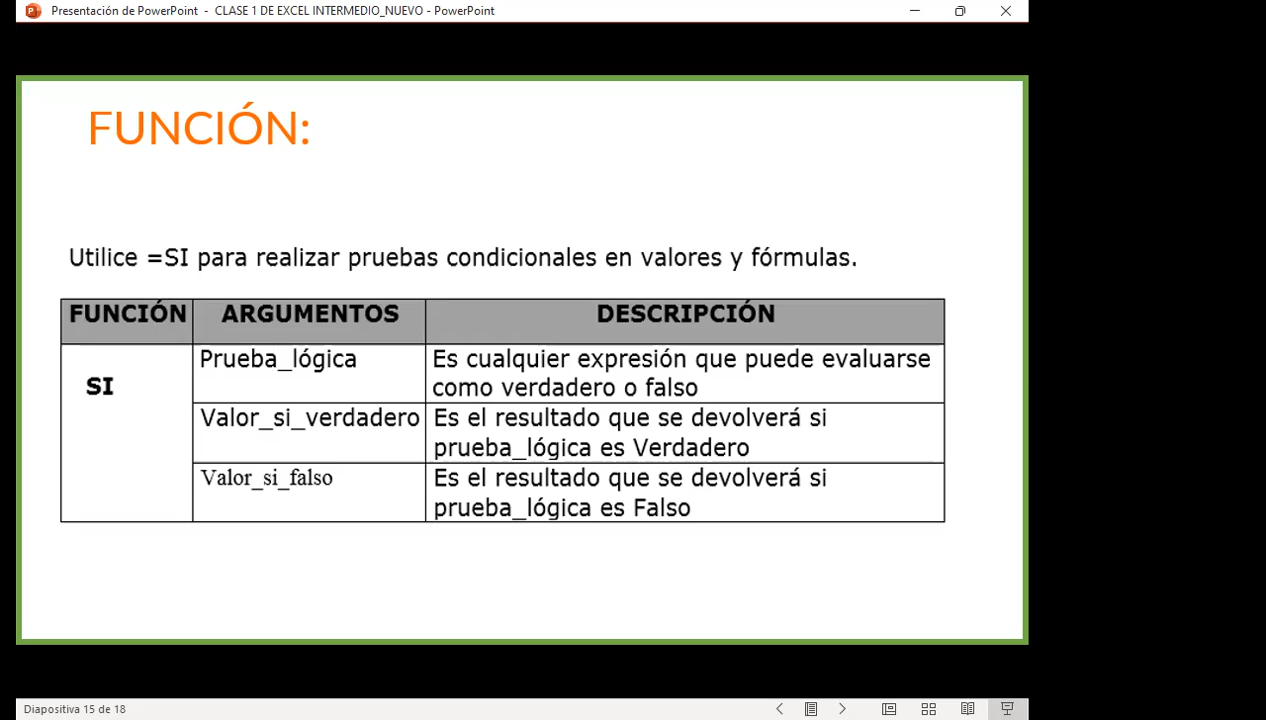 Presentación de PowerPoint - CLASE 1 DE EXCEL INTERMEDIO_NUEVO - PowerPoint
FUNCIÓN:
Utilice =SI para realizar pruebas condicionales en valores y fórmulas.
FUNCIÓN ARGUMENTOS DESCRIPCIÓN
SI
Prueba_lógica
Es cualquier expresión que puede evaluarse
como verdadero o falso
Valor_si_verdadero
Es el resultado que se devolverá si
prueba_lógica es Verdadero
Valor_si_falso
Es el resultado que se devolverá si
prueba_lógica es Falso
Diapositiva 15 de 18